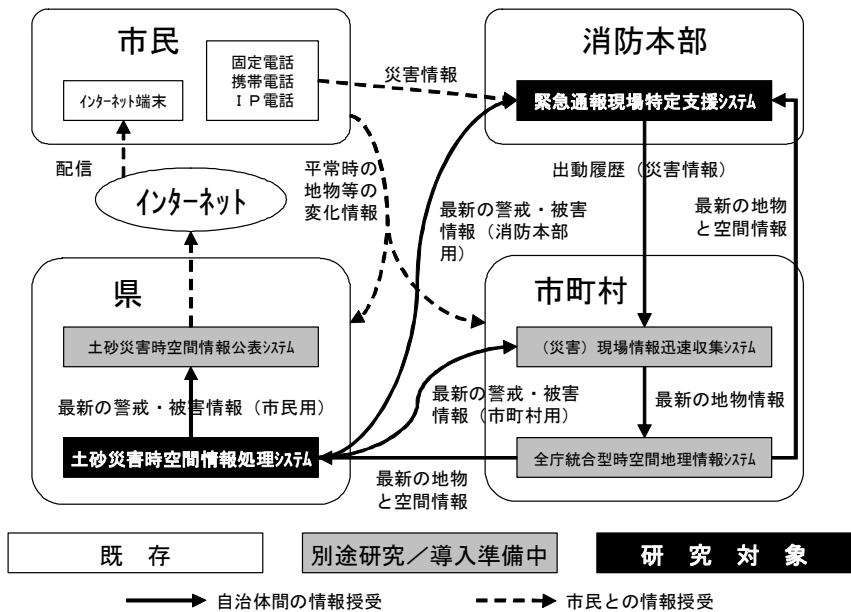 市民
固定電話
携帯電話
ＩＰ電話
インターネット端末
災害情報
消防本部
緊急通報現場特定支援システム
配信
インターネット
平常時の
地物等の
変化情報
出動履歴（災害情報）
最新の警戒・被害
情報（消防本部
用）
最新の地物
と空間情報
県
土砂災害時空間情報公表システム
最新の警戒・被害情報（市民用）
土砂災害時空間情報処理システム
市町村
（災害）現場情報迅速収集システム
最新の警戒・被害
情報（市町村用）
最新の地物情報
全庁統合型時空間地理情報システム
最新の地物
と空間情報
既　存
別途研究／導入準備中
研　究　対　象
自治体間の情報授受
市民との情報授受